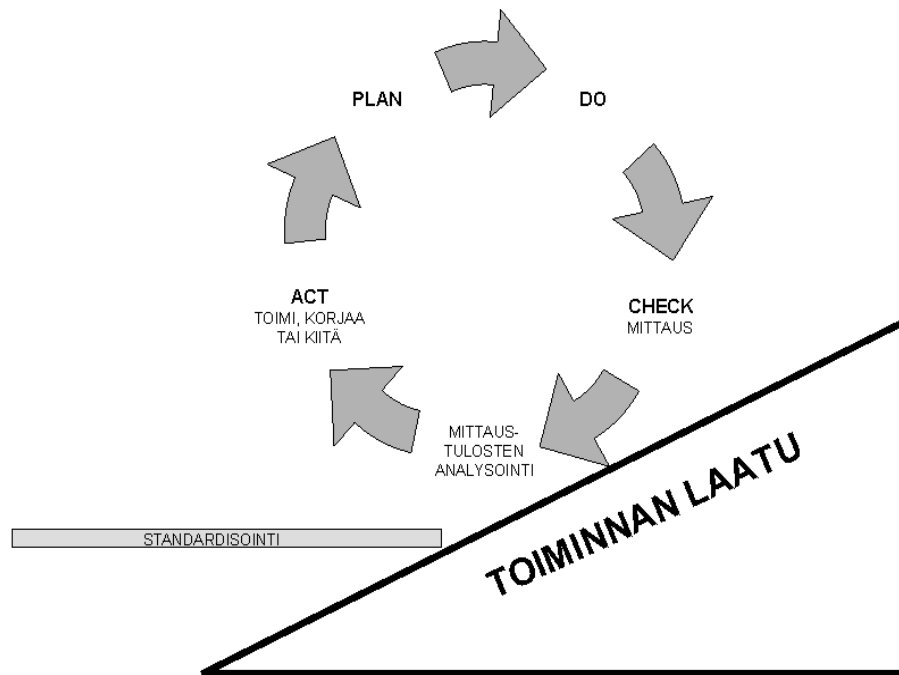 PLAN
DO
CHECK
MITTAUS
MITTAUS-
TULOSTEN
ANALYSOINTI
ACT
TOIMI, KORJAA
TAI KIITÄ
STANDARDISOINTI
TOIMINNAN LAATU